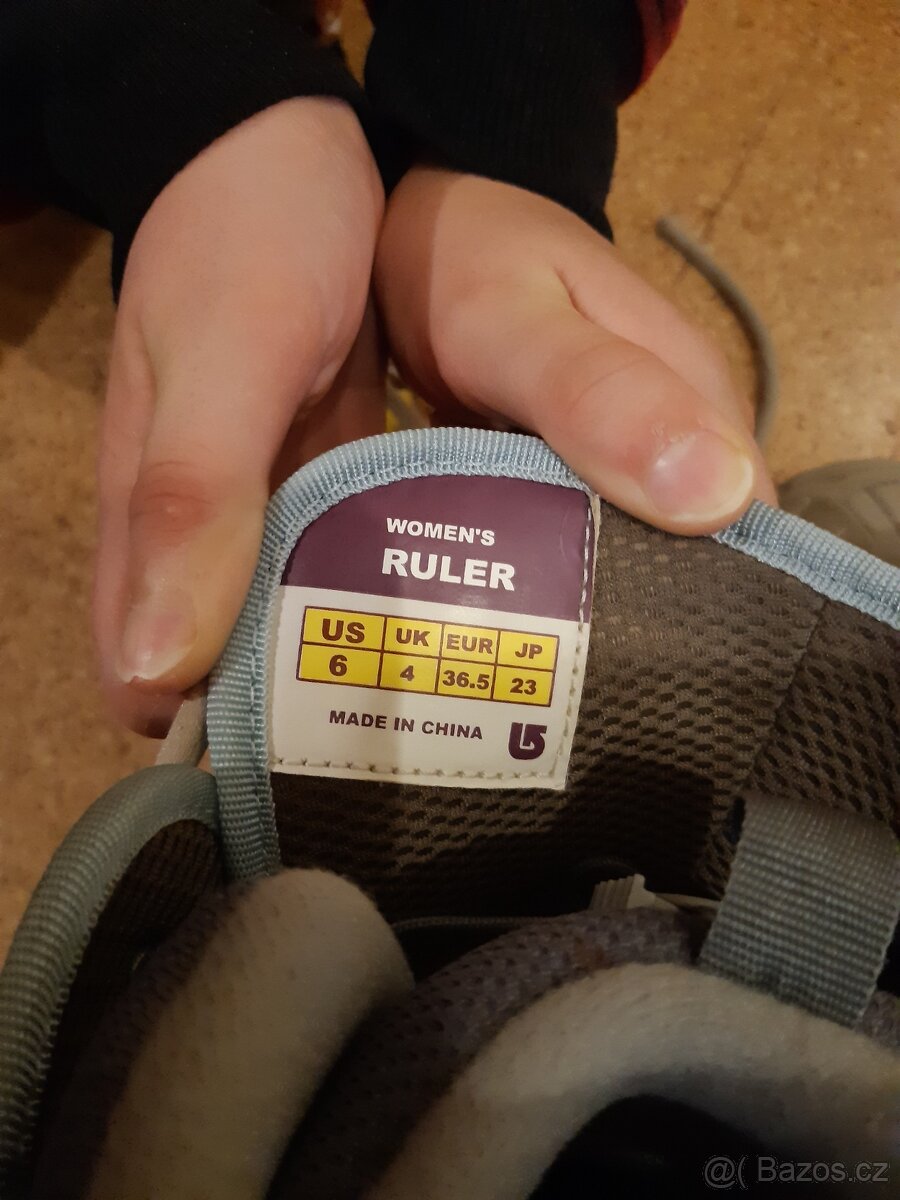 WOMEN'S
RULER
US UK EUR JP
6 4 36.5 23
MADE IN CHINA
@( Bazos.cz